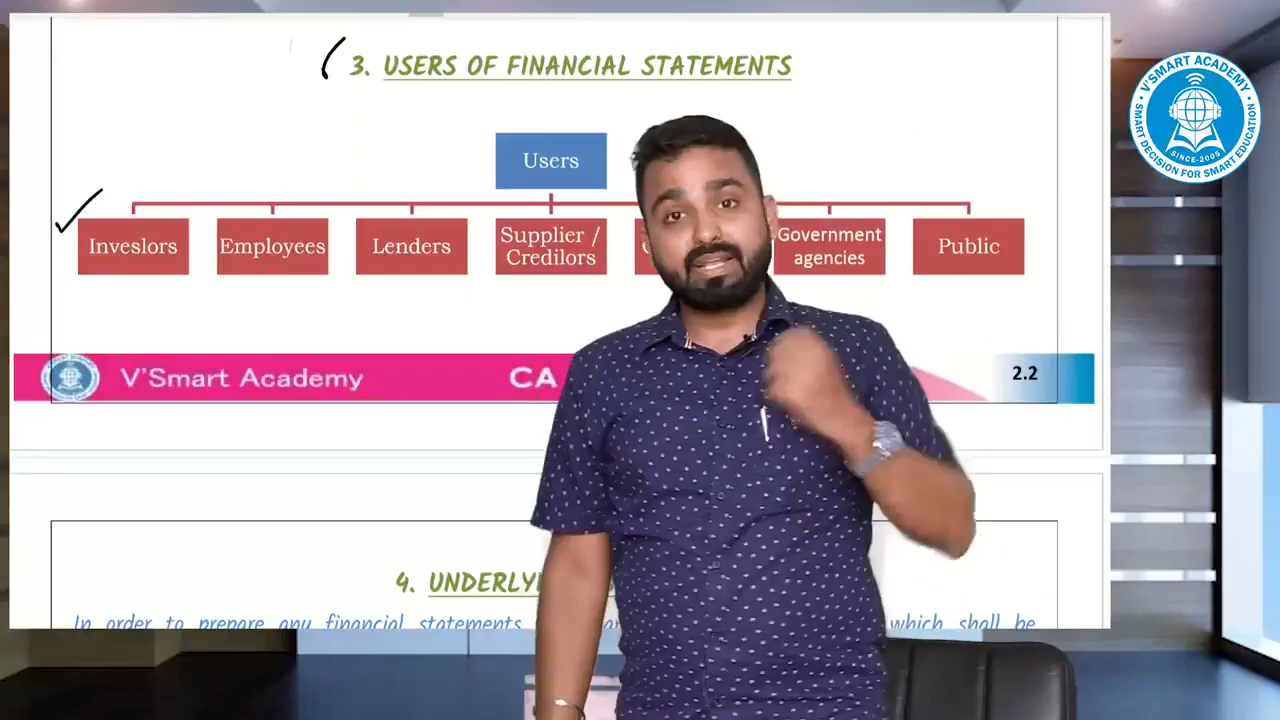 3. USERS OF FINANCIAL STATEMENTS
Users
Inveslors
Employees
Lenders
Supplier /
Credilors
Government
agencies
Public
V'Smart Academy
CA
2.2
4.
In order to prepare any financial statements
which shall be
V'SMART ACADEMY
SMART DECISION FOR SMART EDUCATION
SINCE-2008